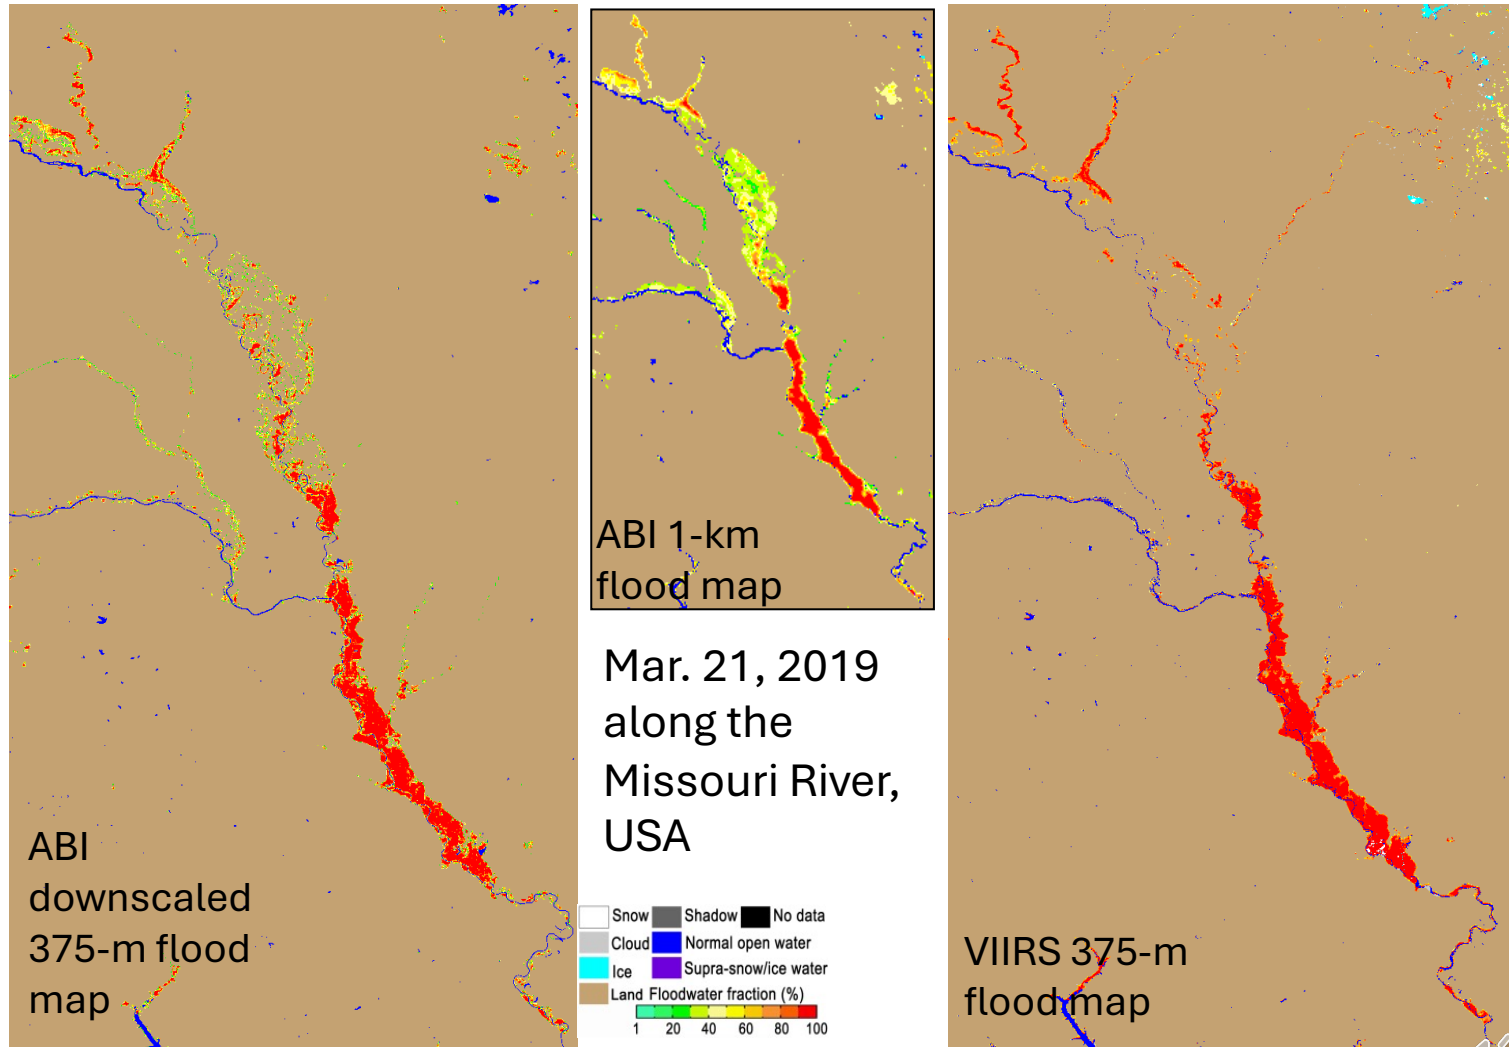 ABI
downscaled
375-m flood
map
ABI 1-km
flood map
Mar. 21, 2019
along the
Missouri River,
USA
Snow Shadow No data
Cloud Normal open water
Ice Supra-snow/ice water
Land Floodwater fraction (%)
1 20 40 60 80 100
VIIRS 375-m
flood map